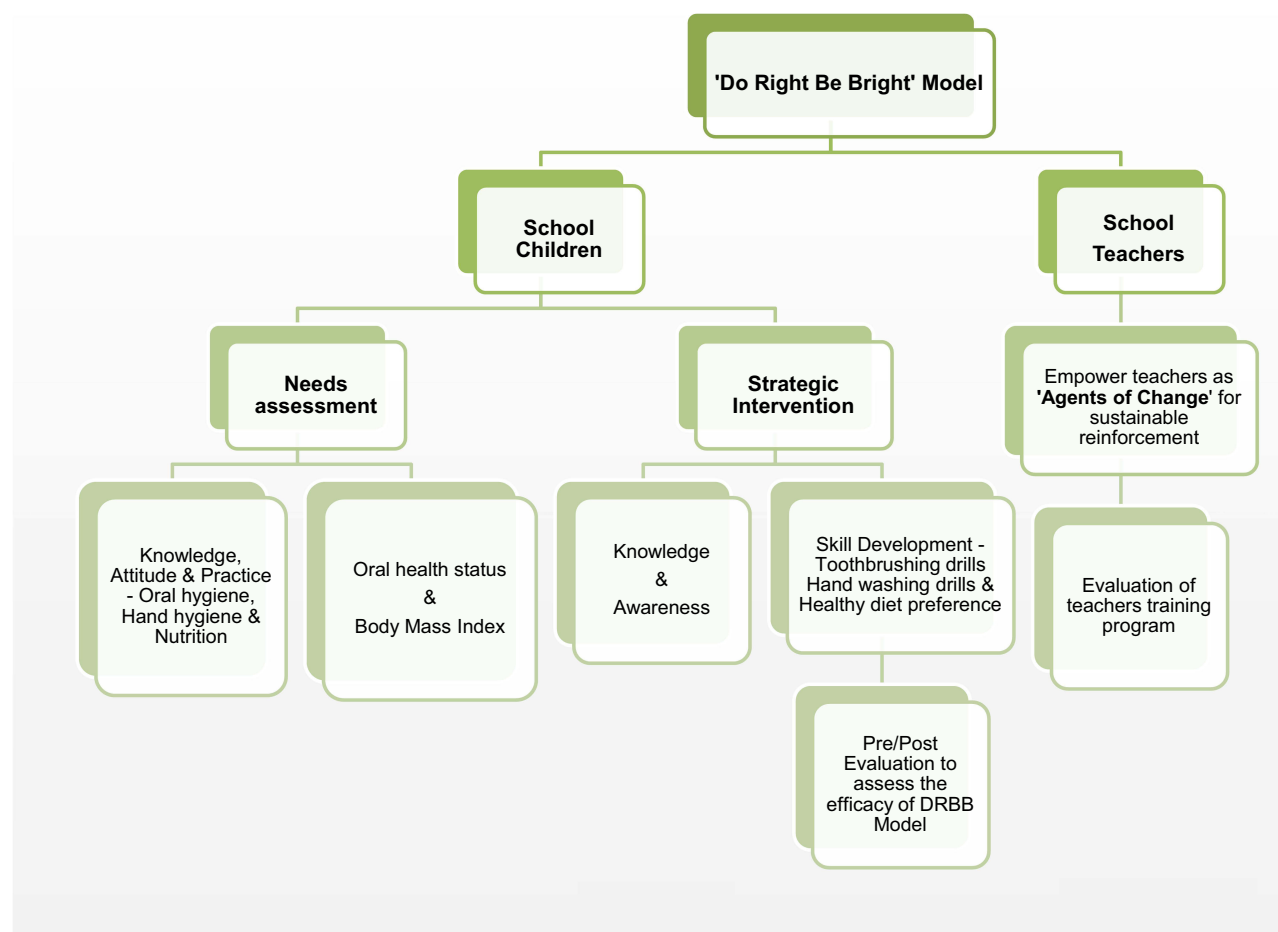 'Do Right Be Bright' Model
School
Children
School
Teachers
Needs
assessment
Strategic
Intervention
Empower teachers as
'Agents of Change' for
sustainable
reinforcement
Knowledge,
Attitude & Practice
- Oral hygiene,
Hand hygiene &
Nutrition
Oral health status
&
Body Mass Index
Knowledge
&
Awareness
Skill Development -
Toothbrushing drills
Hand washing drills &
Healthy diet preference
Evaluation of
teachers training
program
Pre/Post
Evaluation to
assess the
efficacy of DRBB
Model